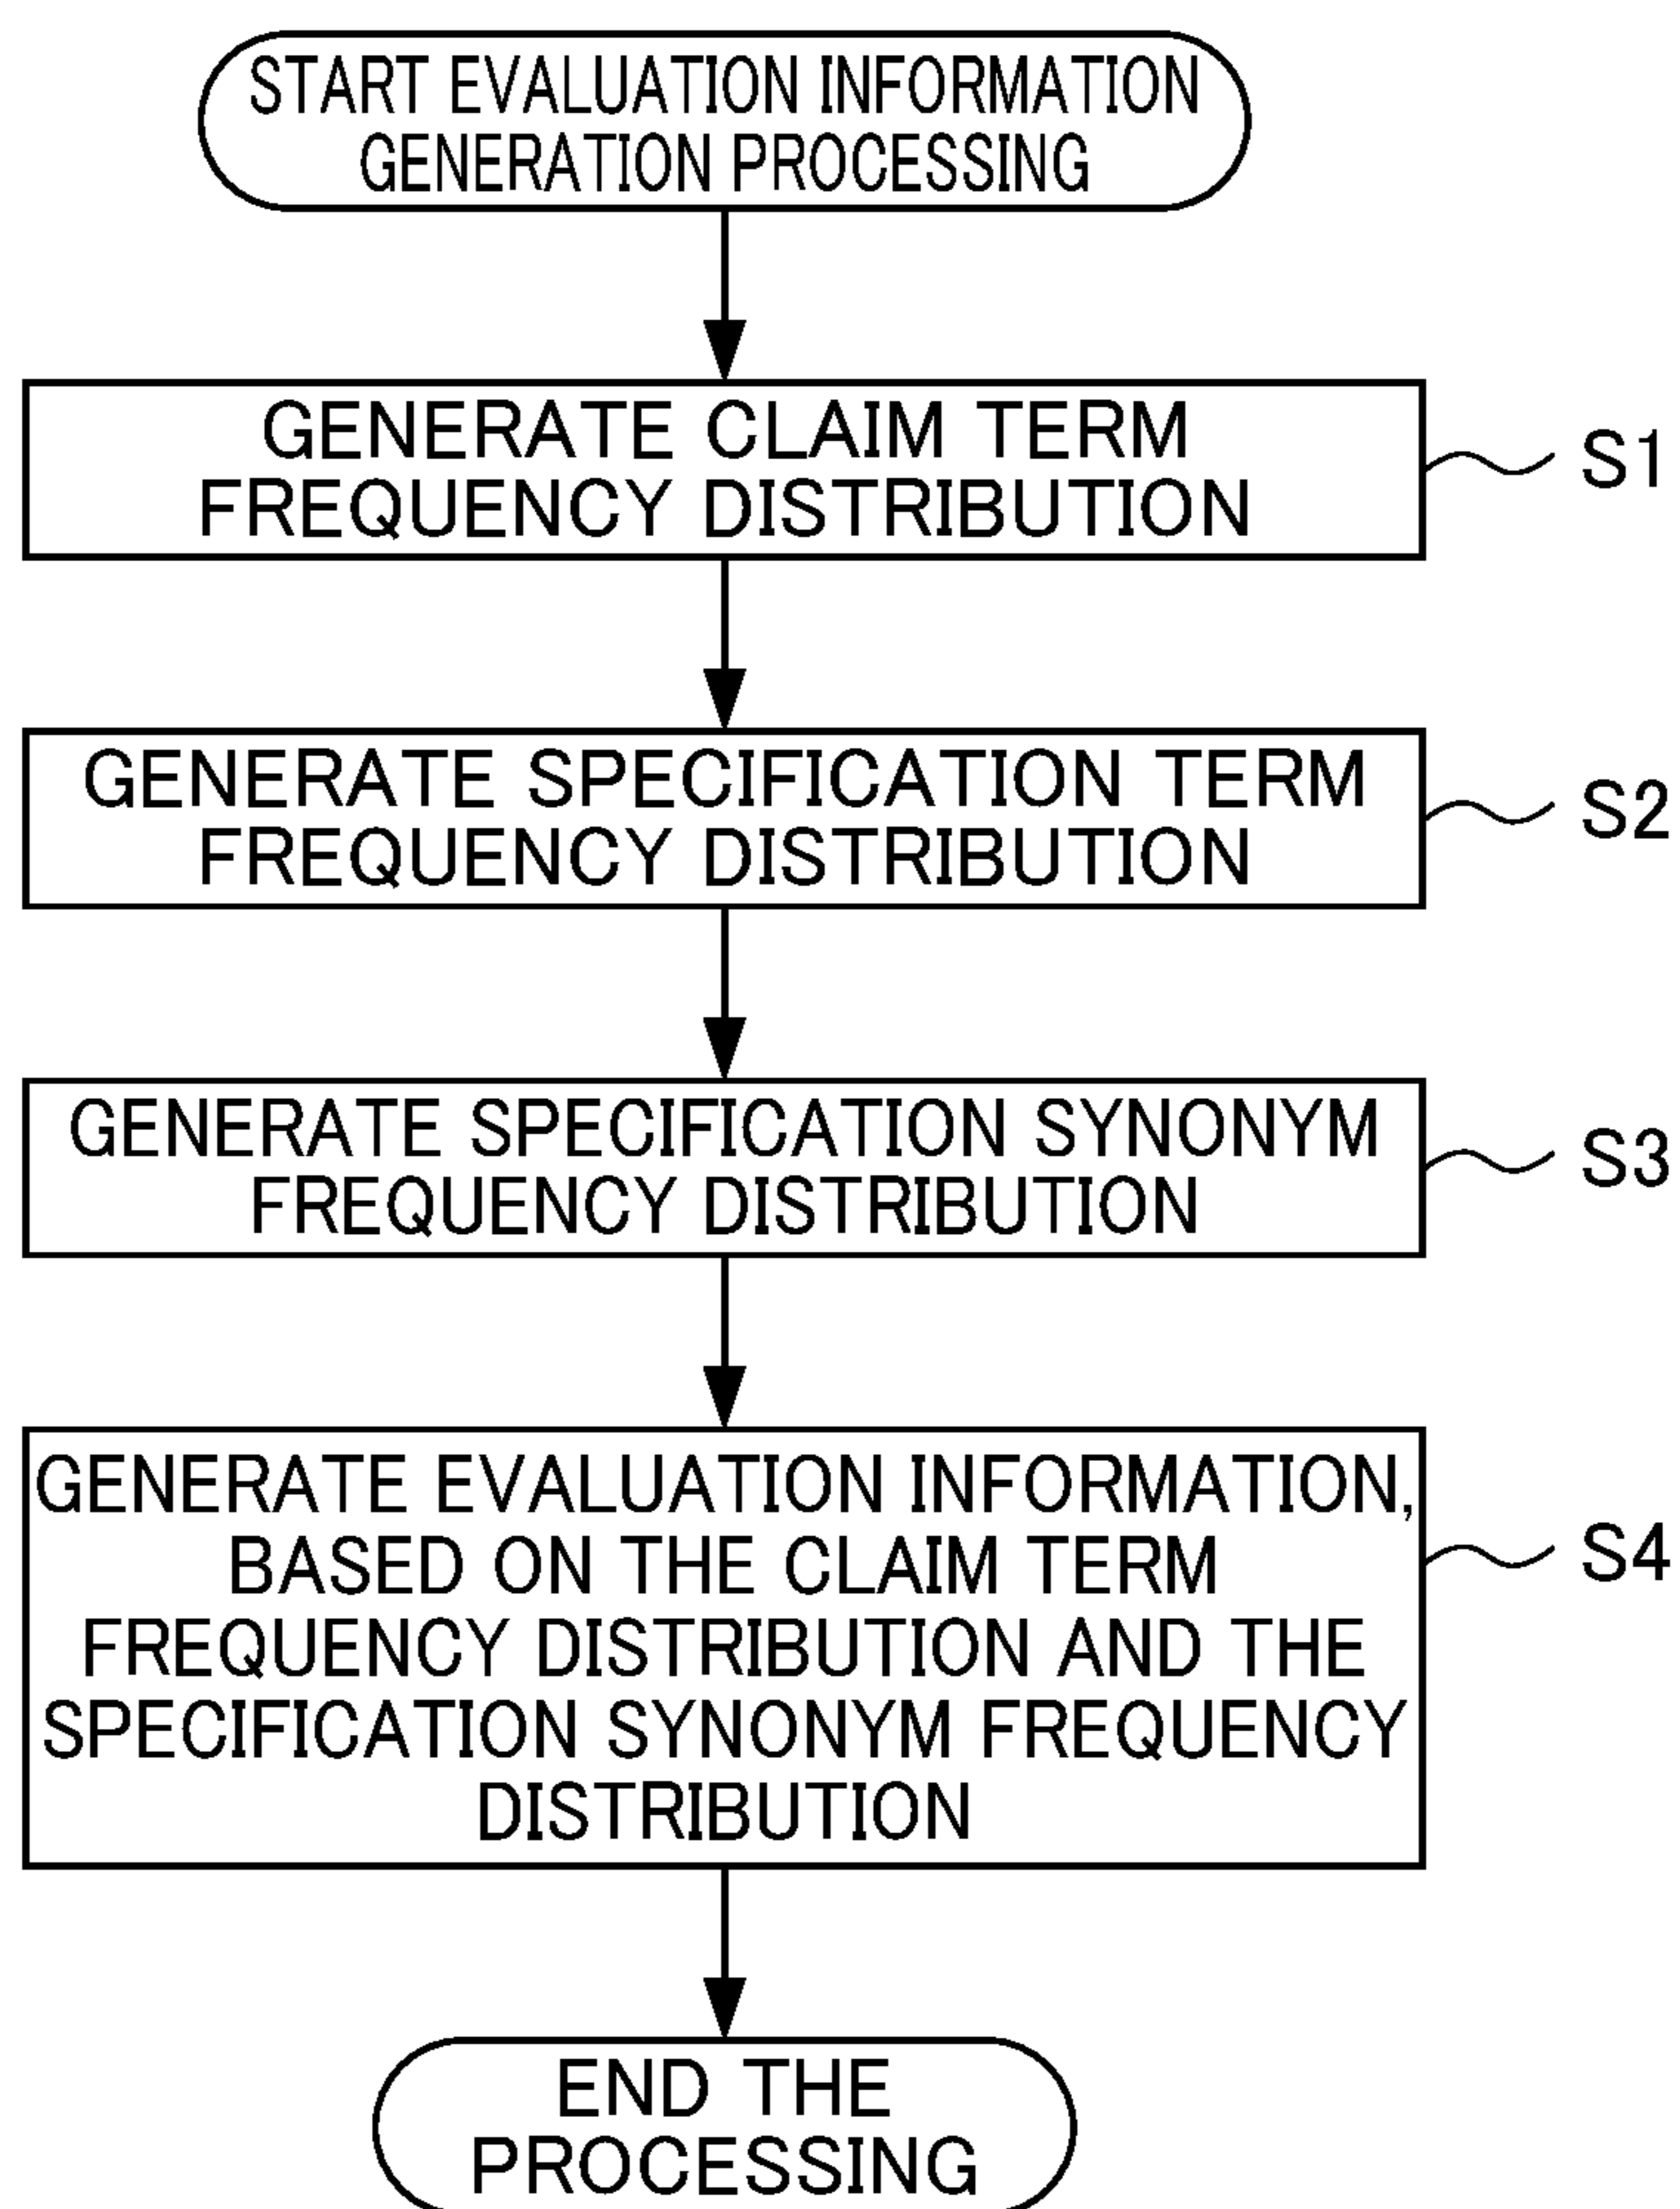 START EVALUATION INFORMATION
GENERATION PROCESSING
GENERATE CLAIM TERM
FREQUENCY DISTRIBUTION
S1
GENERATE SPECIFICATION TERM
FREQUENCY DISTRIBUTION
S2
GENERATE SPECIFICATION SYNONYM
FREQUENCY DISTRIBUTION
S3
GENERATE EVALUATION INFORMATION,
BASED ON THE CLAIM TERM
FREQUENCY DISTRIBUTION AND THE
SPECIFICATION SYNONYM FREQUENCY
DISTRIBUTION
S4
END THE
PROCESSING